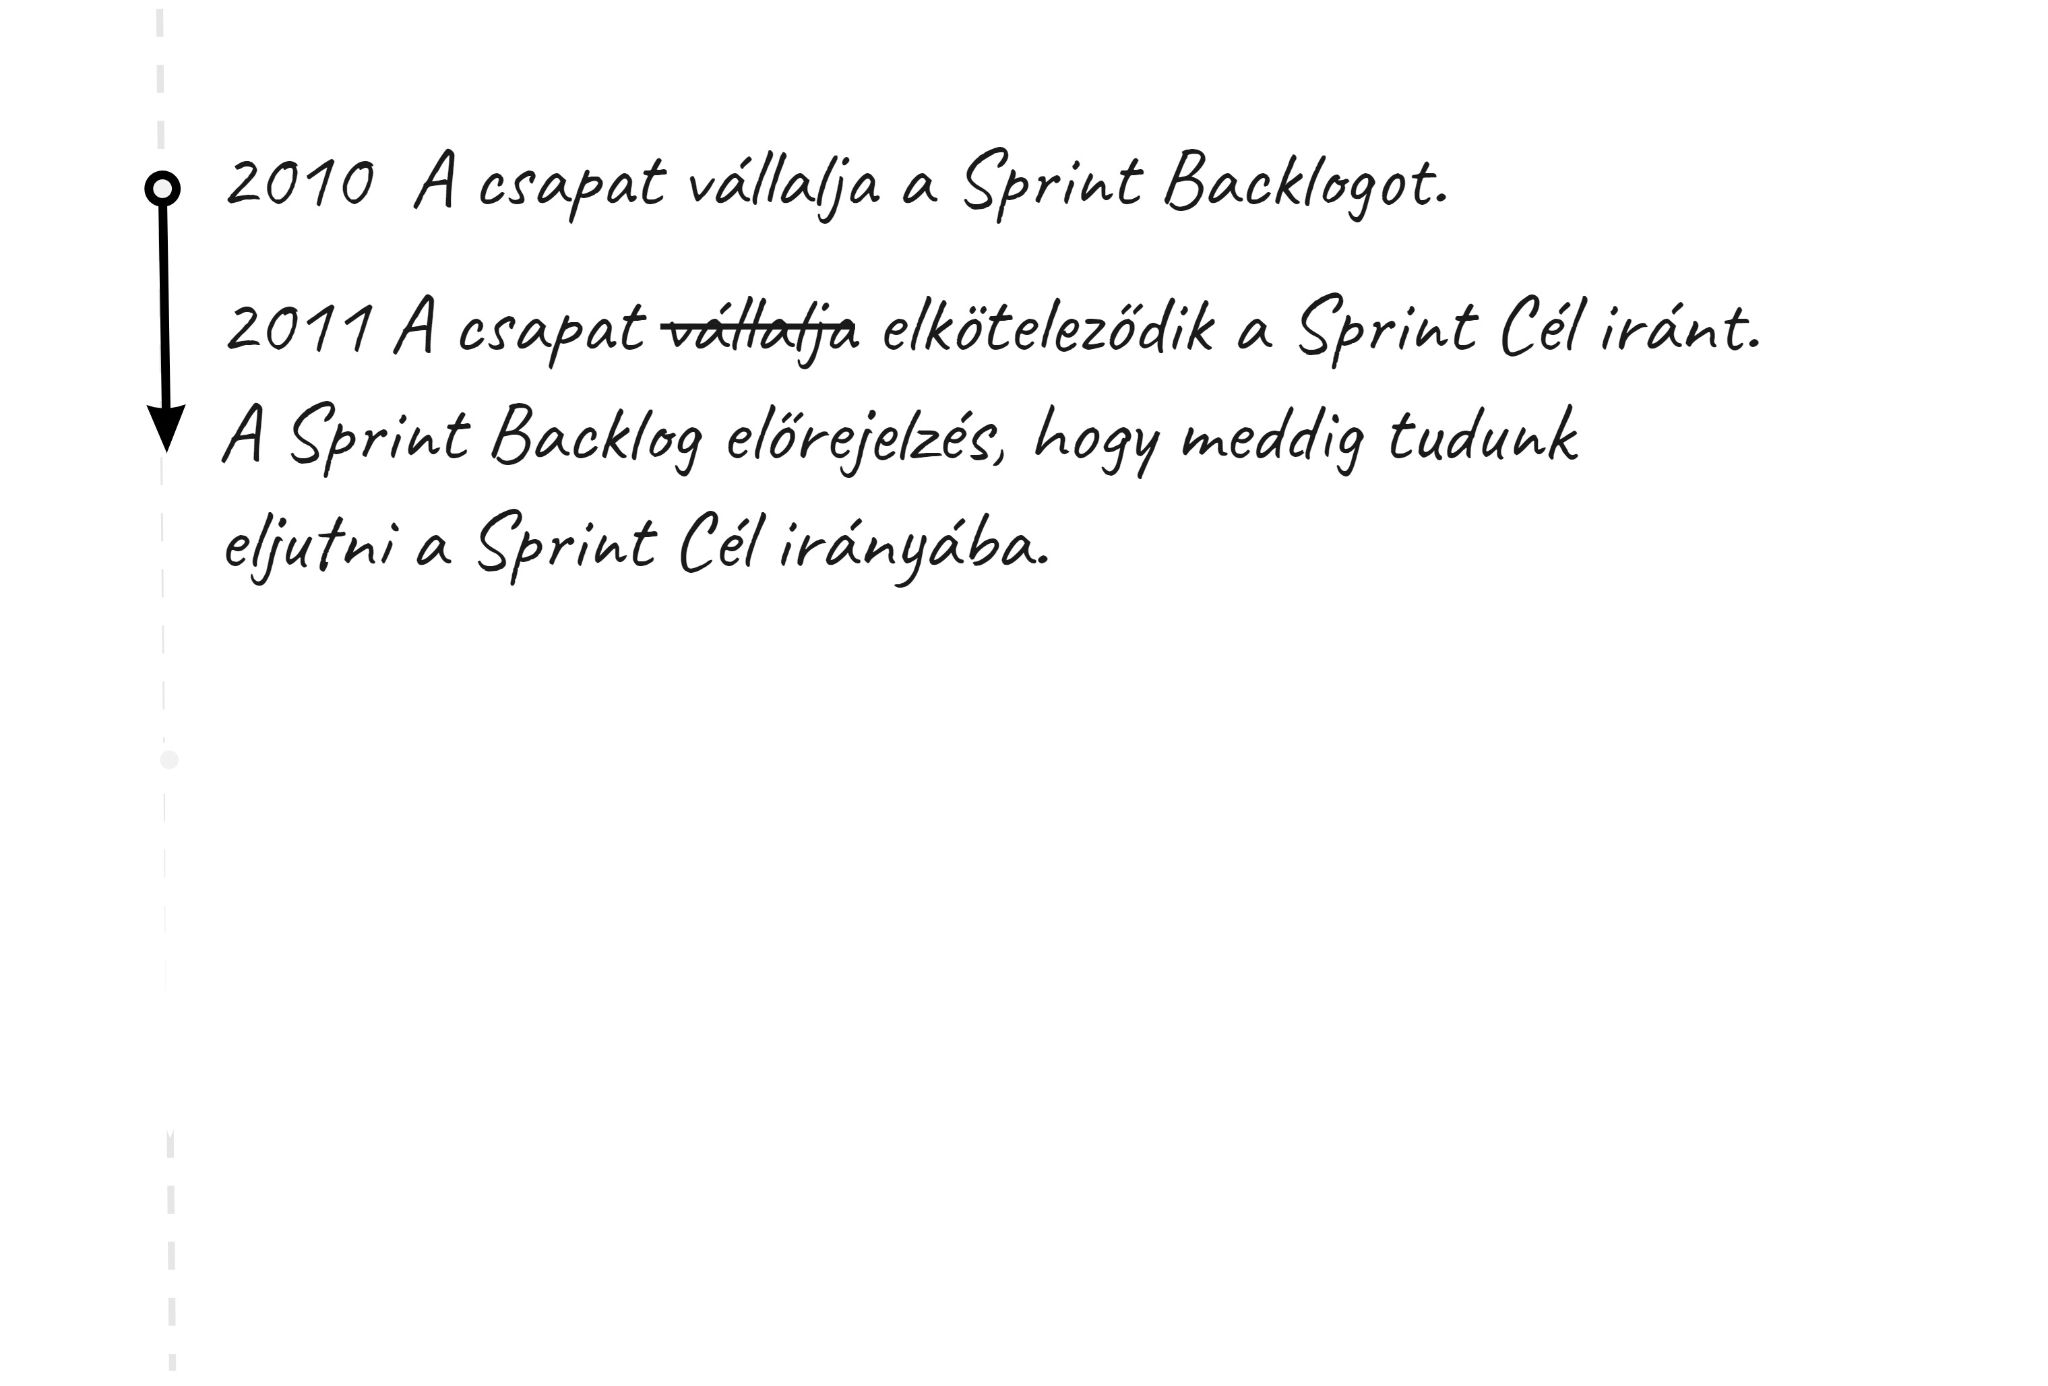 2010 A csapat vállalja a Sprint Backlogot.
2011 A csapat vállalja elköteleződik a Sprint Cél iránt.
A Sprint Backlog előrejelzés, hogy meddig tudunk
eljutni a Sprint Cél irányába.